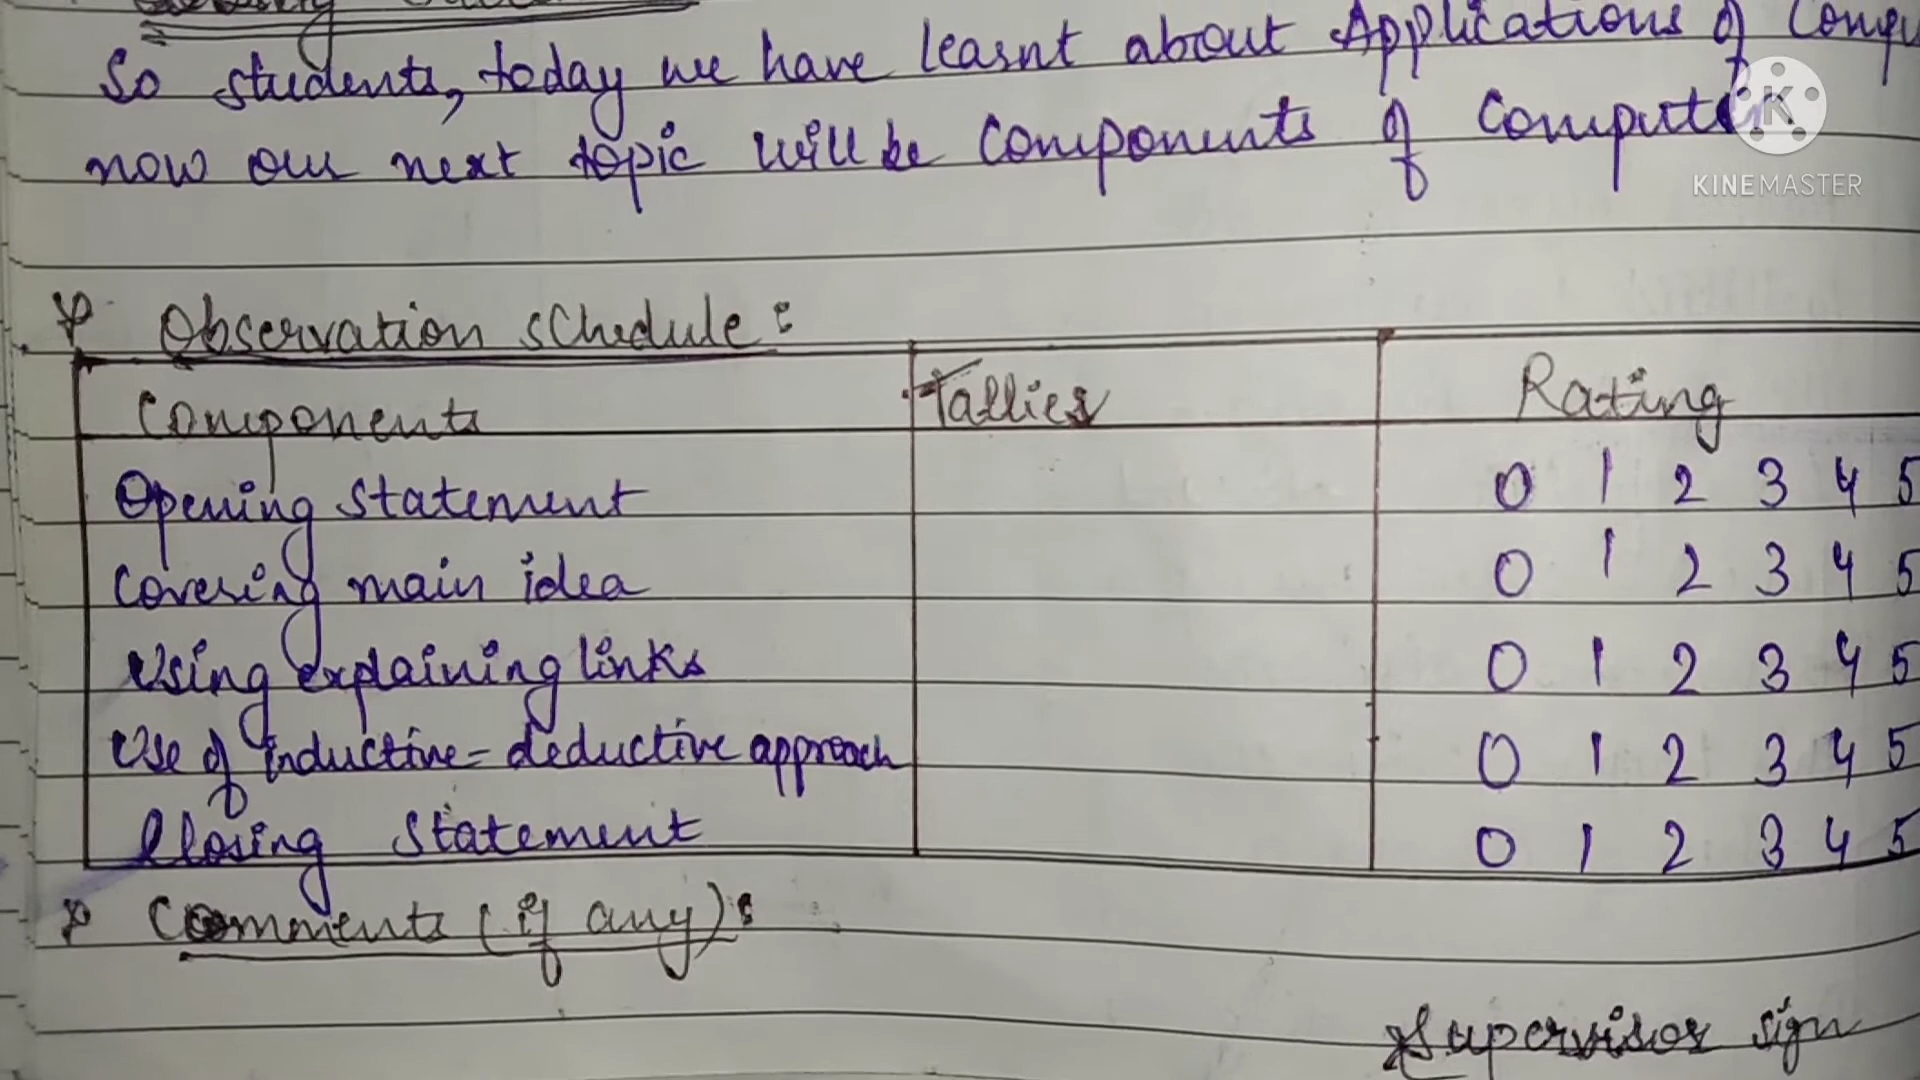 So students, today we have learnt about Applications of
now our next topic will be components of computer
KINEMASTER
Observation schedule:
Components Tallies Rating
Opening statement 0 1 2 3 4 5
Covering main idea 0 1 2 3 4 5
Using explaining links 0 1 2 3 4 5
Use of inductive-deductive approach 0 1 2 3 4 5
Closing statement 0 1 2 3 4 5
Comments (if any):
Supervisor sign